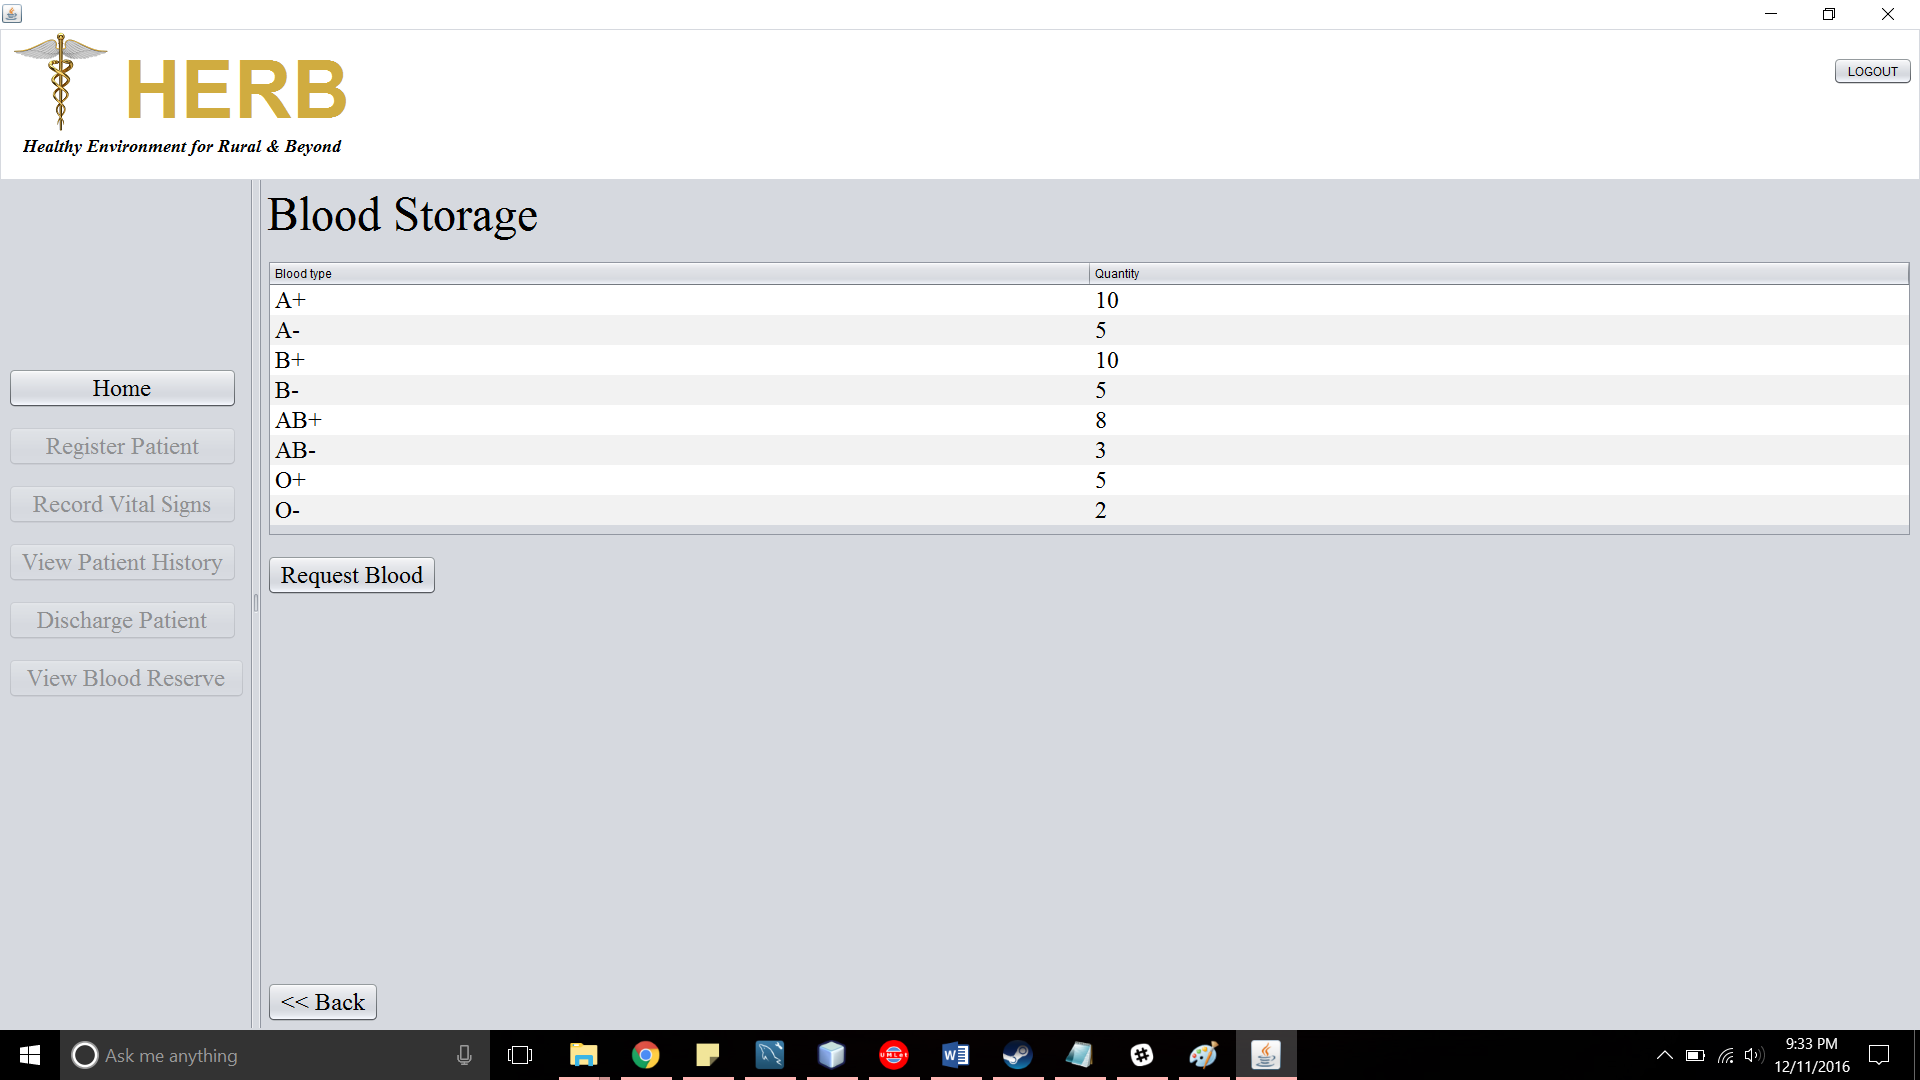 HERB
LOGOUT
Healthy Environment for Rural & Beyond
Blood Storage
Blood type Quantity
A+ 10
A- 5
B+ 10
B- 5
AB+ 8
AB- 3
O+ 5
O- 2
Home
Register Patient
Record Vital Signs
View Patient History
Discharge Patient
View Blood Reserve
Request Blood
<< Back
Ask me anything
UMLet
9:33 PM
12/11/2016